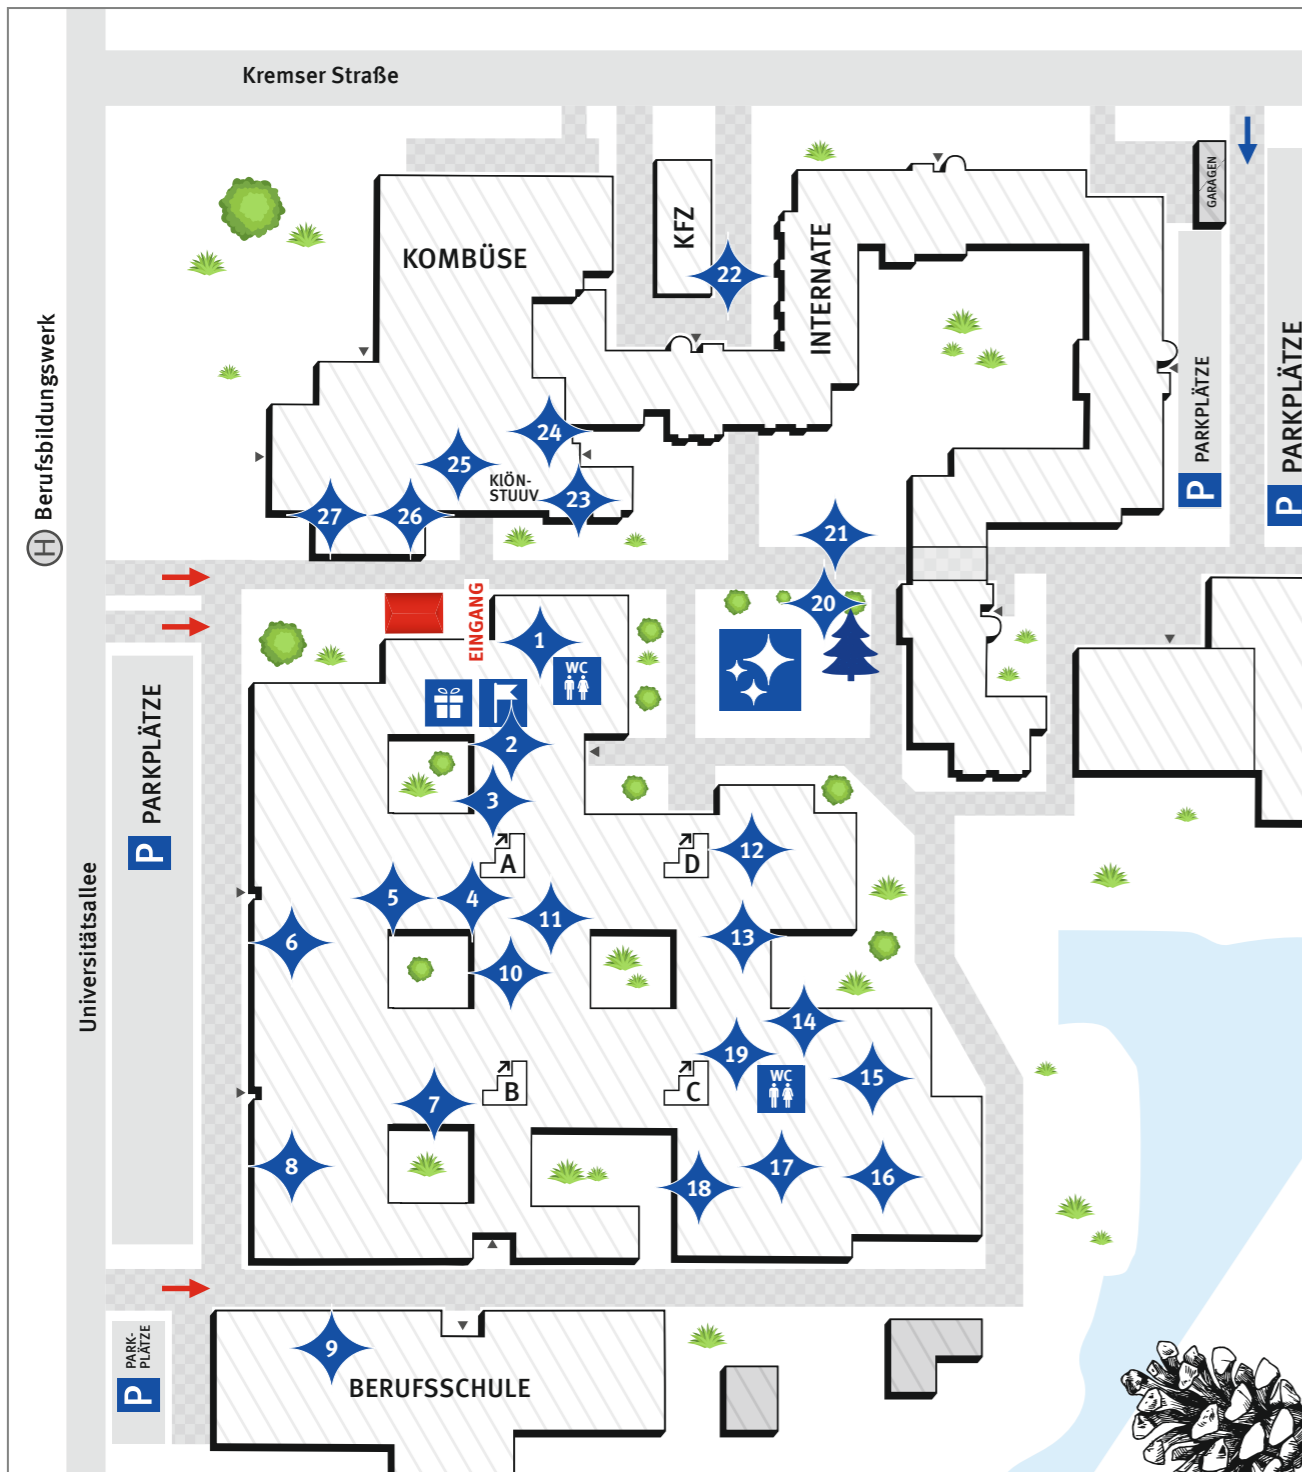 Kremser Straße
GARAGEN
KOMBÜSE
KFZ
22
INTERNATE
PARKPLÄTZE
P
PARKPLÄTZE
P
H Berufsbildungswerk
24
25
KlÖN-
STUUV
23
27
26
21
20
EINGANG
1
WC
2
3
PARKPLÄTZE
P
Universitätsallee
A
D
12
5
4
11
13
6
10
14
19
15
WC
B
C
7
8
17
16
18
PARK-
PLÄTZE
P
9
BERUFSSCHULE